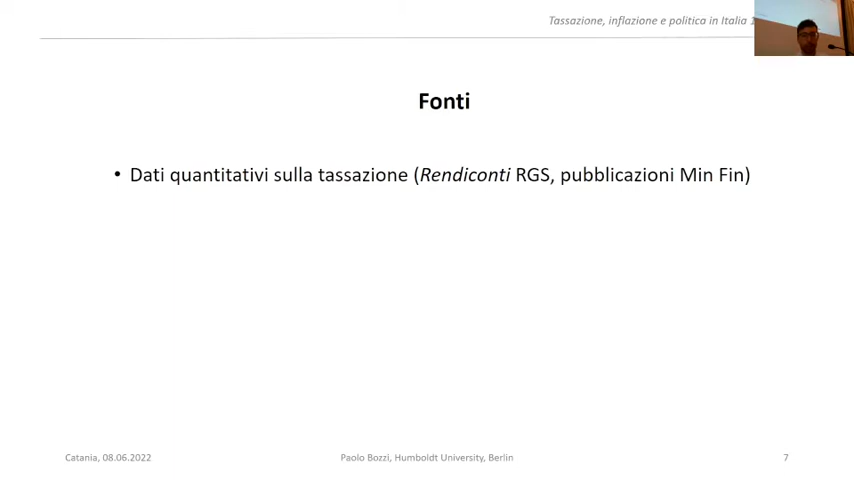 Tassazione, inflazione e politica in Italia 1
Fonti
• Dati quantitativi sulla tassazione (Rendiconti RGS, pubblicazioni Min Fin)
Catania, 08.06.2022
Paolo Bozzi, Humboldt University, Berlin
7